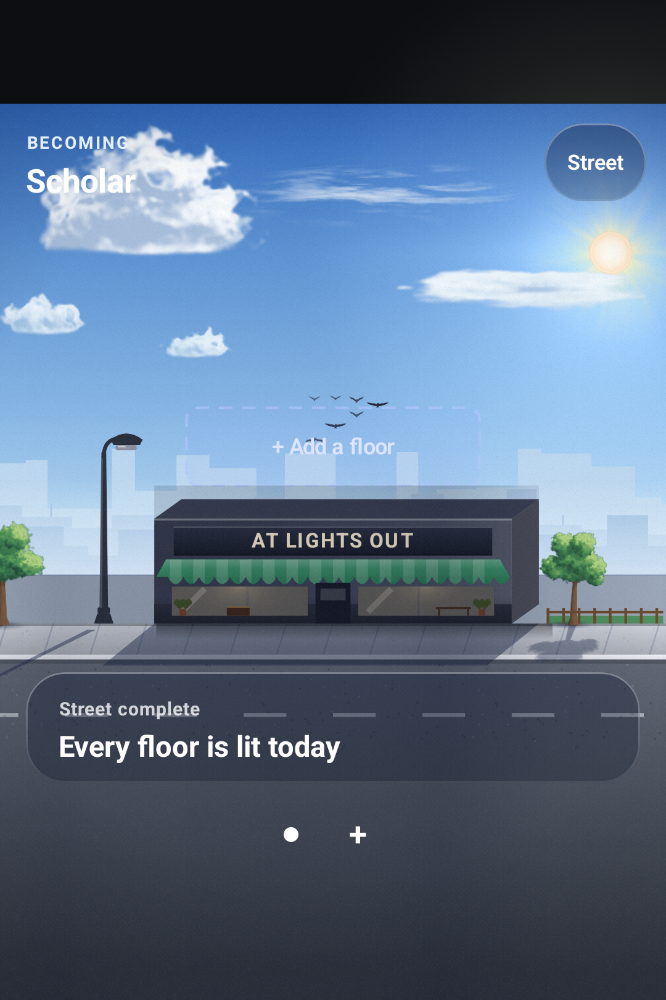 BECOMING
Scholar
Street
+ Add a floor
AT LIGHTS OUT
Street complete
Every floor is lit today
+